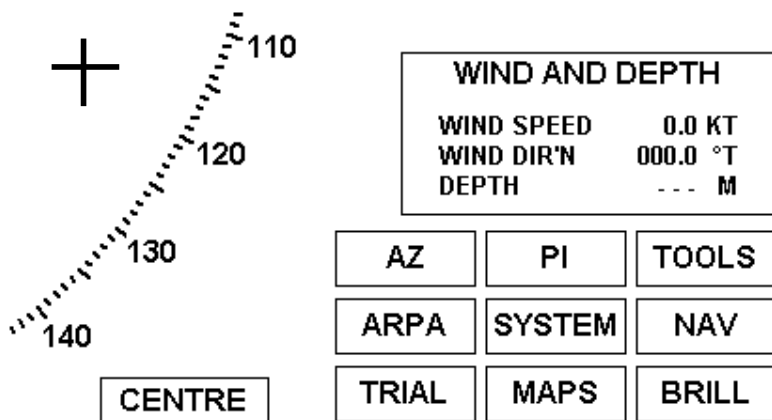 110
120
130
140
CENTRE
WIND AND DEPTH
WIND SPEED 0.0 KT
WIND DIR'N 000.0 °T
DEPTH - - - M
AZ PI TOOLS
ARPA SYSTEM NAV
TRIAL MAPS BRILL